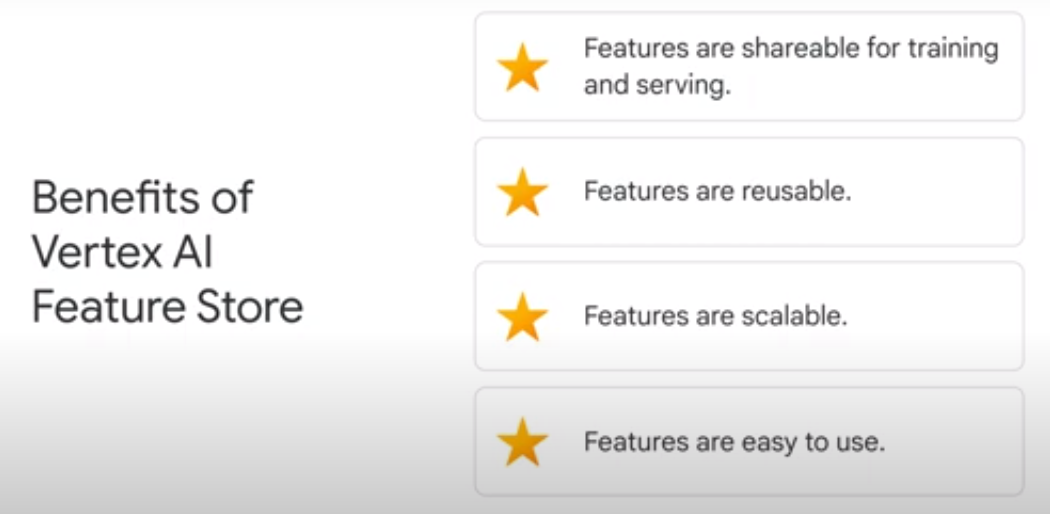 Benefits of
Vertex AI
Feature Store
Features are shareable for training
and serving.
Features are reusable.
Features are scalable.
Features are easy to use.